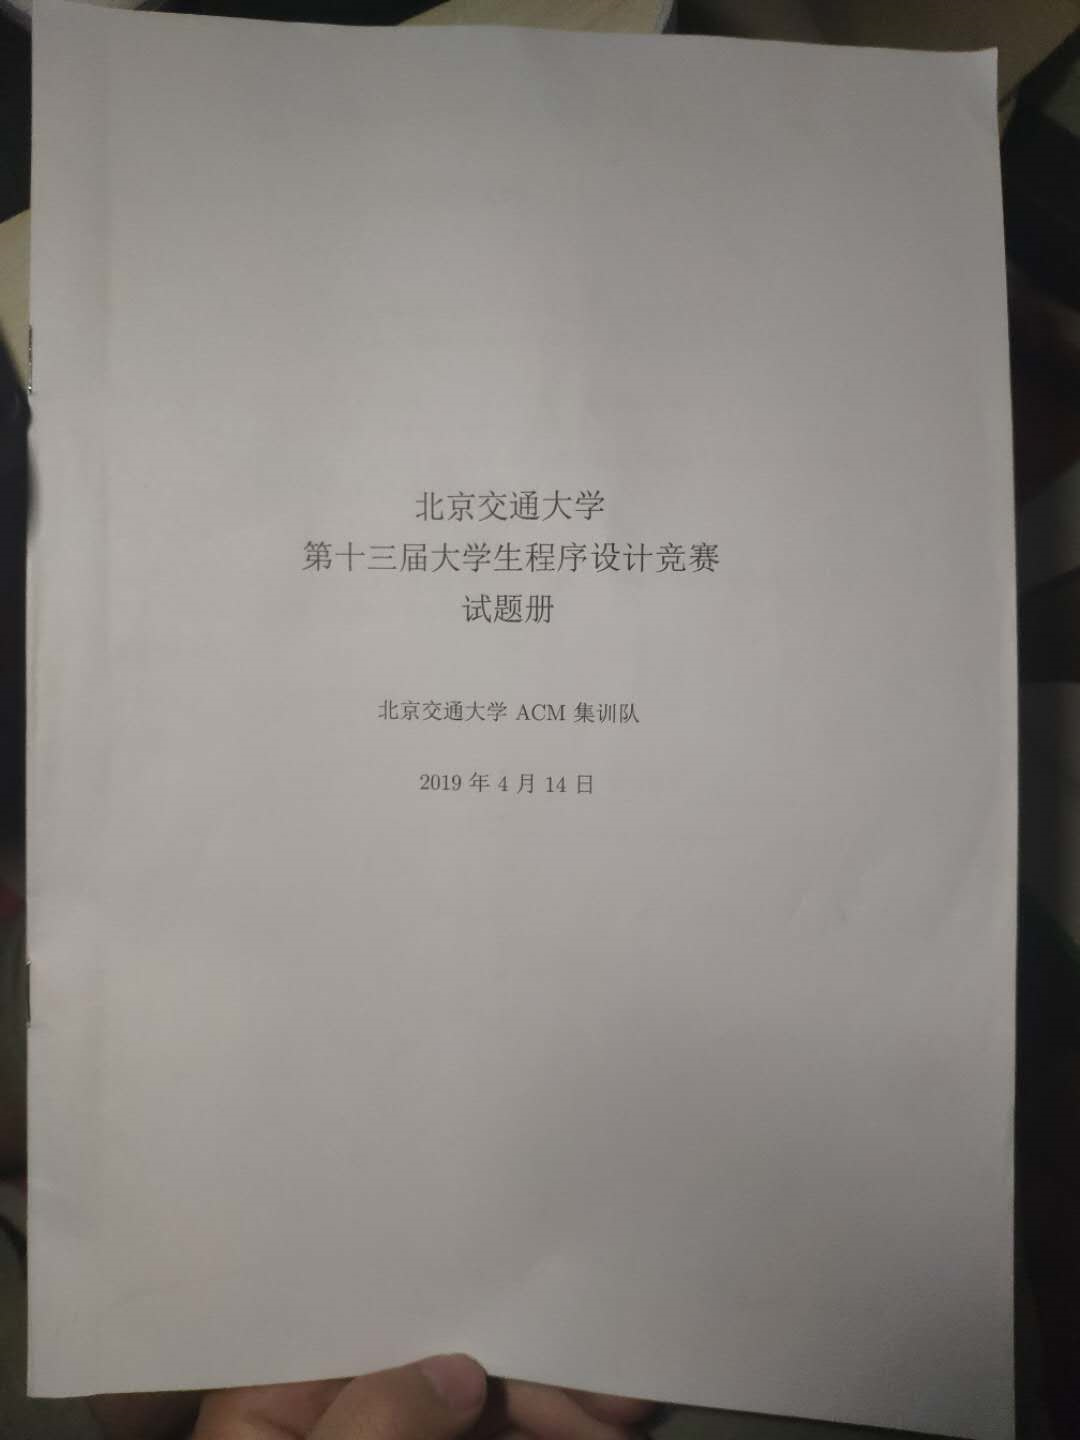 北京交通大学
第十三届大学生程序设计竞赛
试题册
北京交通大学 ACM 集训队
2019 年 4 月 14 日